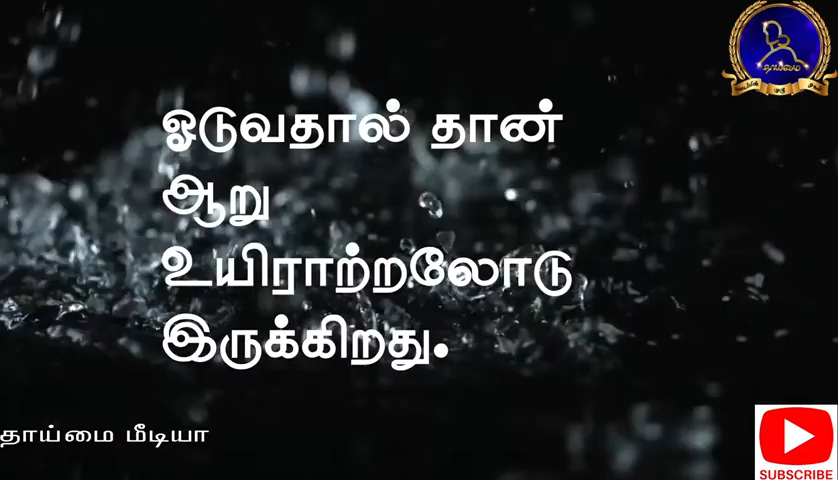 ஓடுவதால் தான்
ஆறு
உயிராற்றலோடு
இருக்கிறது.
தாய்மை மீடியா
SUBSCRIBE